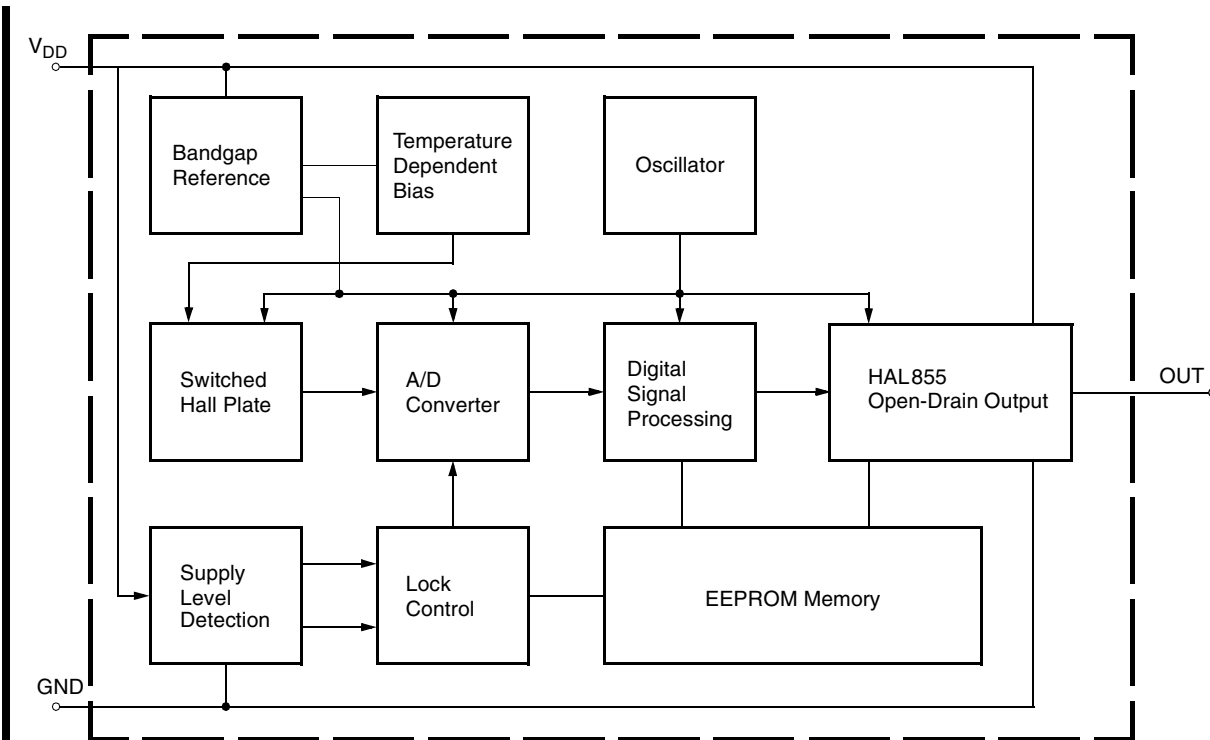 VDD
Bandgap
Reference
Temperature
Dependent
Bias
Oscillator
Switched
Hall Plate
A/D
Converter
Digital
Signal
Processing
HAL855
Open-Drain Output
OUT
Supply
Level
Detection
Lock
Control
EEPROM Memory
GND